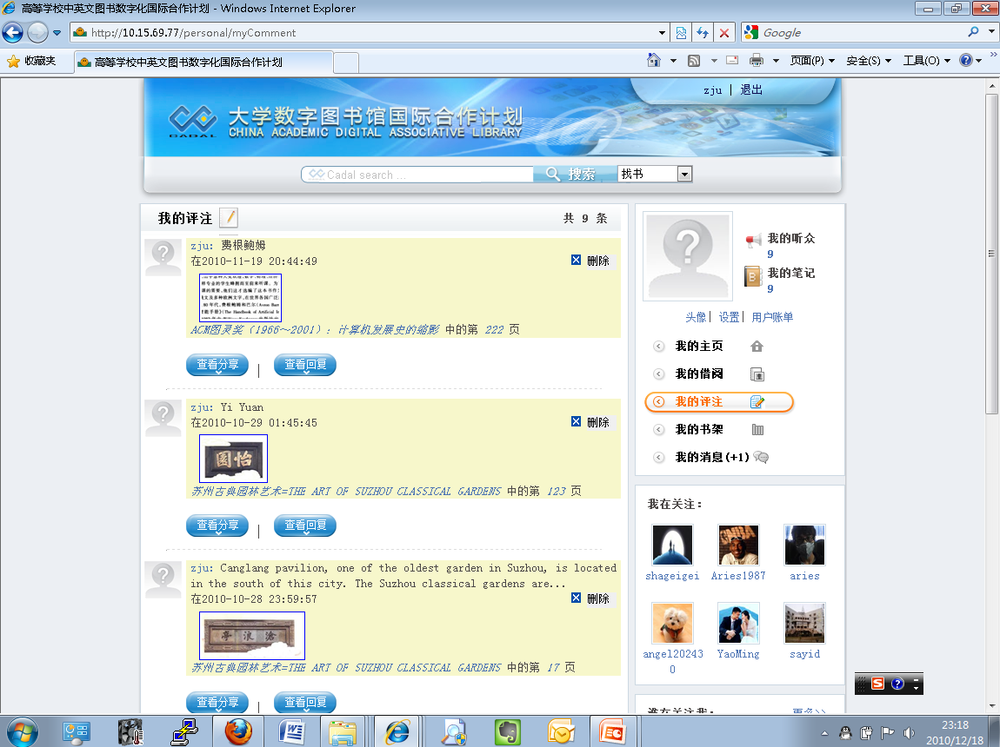 高等学校中英文图书数字化国际合作计划 - Windows Internet Explorer
http://10.15.69.77/personal/myComment
Google
收藏夹
高等学校中英文图书数字化国际合作计划
页面(P)
安全(S)
工具(O)
zju | 退出
CADAL
大学数字图书馆国际合作计划
CHINA ACADEMIC DIGITAL ASSOCIATIVE LIBRARY
Cadal search ...
搜索
找书
我的评注
共 9 条
zju: 费根鲍姆
在2010-11-19 20:44:49
删除
ACM图灵奖（1966～2001）：计算机发展史的缩影 中的第 222 页
查看分享 | 查看回复
zju: Yi Yuan
在2010-10-29 01:45:45
删除
園怡
苏州古典园林艺术=THE ART OF SUZHOU CLASSICAL GARDENS 中的第 123 页
查看分享 | 查看回复
zju: Canglang pavilion, one of the oldest garden in Suzhou, is located
in the south of this city. The Suzhou classical gardens are...
在2010-10-28 23:59:57
删除
亭浪滄
苏州古典园林艺术=THE ART OF SUZHOU CLASSICAL GARDENS 中的第 17 页
查看分享 | 查看回复
我的听众
9
我的笔记
9
头像| 设置| 用户账单
我的主页
我的借阅
我的评注
我的书架
我的消息(+1)
我在关注：
shageigei
Aries1987
aries
angel20243
0
YaoMing
sayid
谁在关注我：
更多>>
23:18
2010/12/18